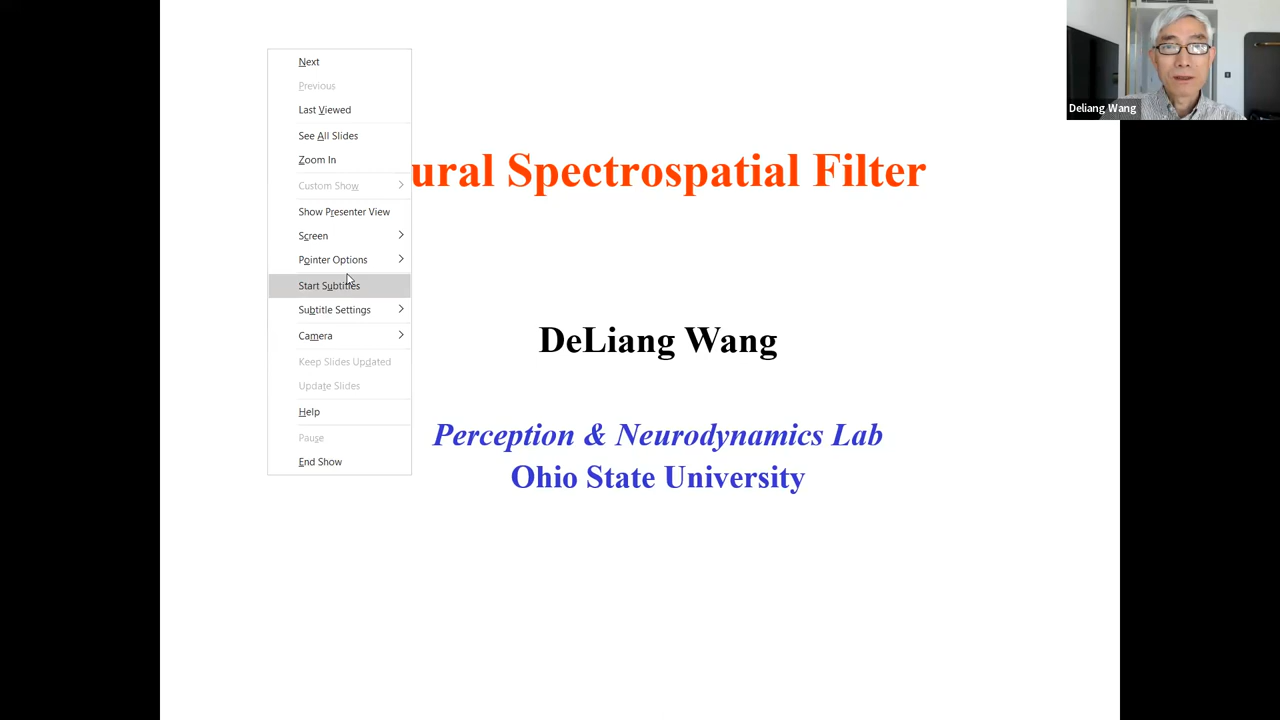 Next
Previous
Last Viewed
See All Slides
Zoom In
Custom Show
Show Presenter View
Screen
Pointer Options
Start Subtitles
Subtitle Settings
Camera
Keep Slides Updated
Update Slides
Help
Pause
End Show
ural Spectrospatial Filter
DeLiang Wang
Perception & Neurodynamics Lab
Ohio State University
Deliang Wang